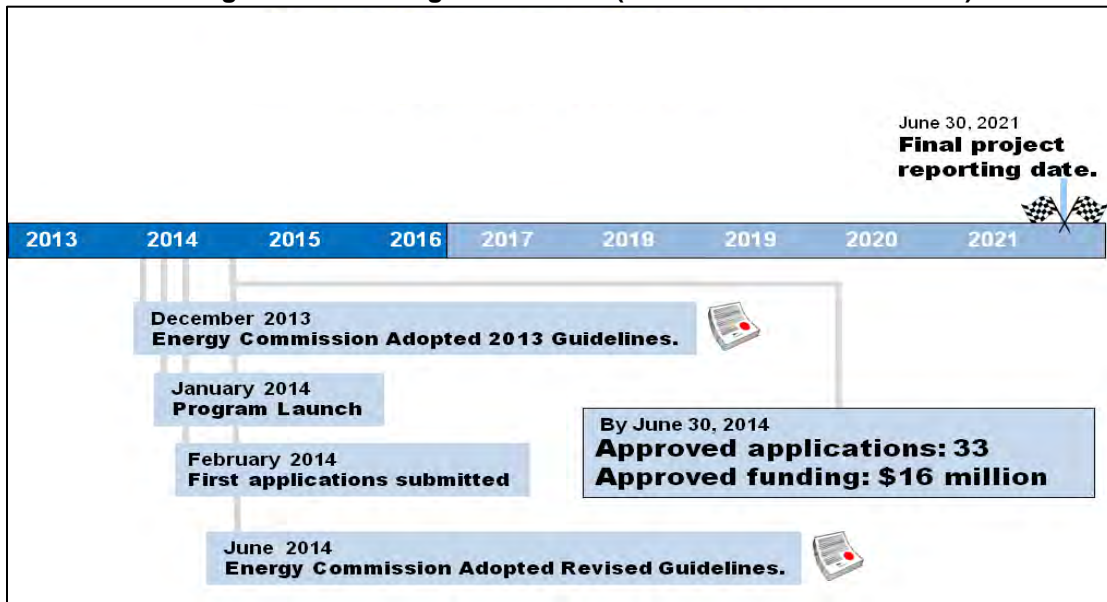 June 30, 2021
Final project
reporting date.
2013 2014 2015 2016 2017 2018 2019 2020 2021
December 2013
Energy Commission Adopted 2013 Guidelines.
January 2014
Program Launch
February 2014
First applications submitted
By June 30, 2014
Approved applications: 33
Approved funding: $16 million
June 2014
Energy Commission Adopted Revised Guidelines.